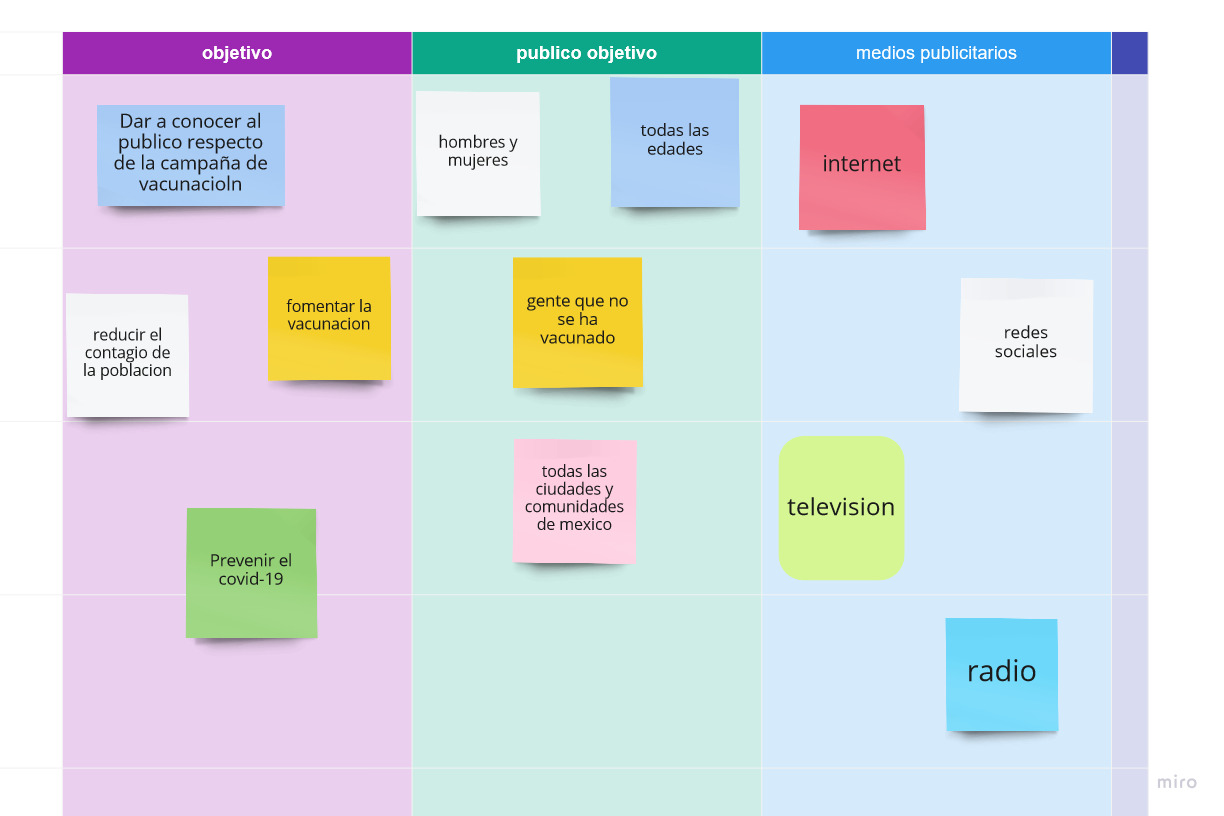 objetivo
publico objetivo
medios publicitarios
Dar a conocer al
publico respecto
de la campaña de
vacunacioln
hombres y
mujeres
todas las
edades
internet
reducir el
contagio de
la poblacion
fomentar la
vacunacion
gente que no
se ha
vacunado
redes
sociales
Prevenir el
covid-19
todas las
ciudades y
comunidades
de mexico
television
radio
miro